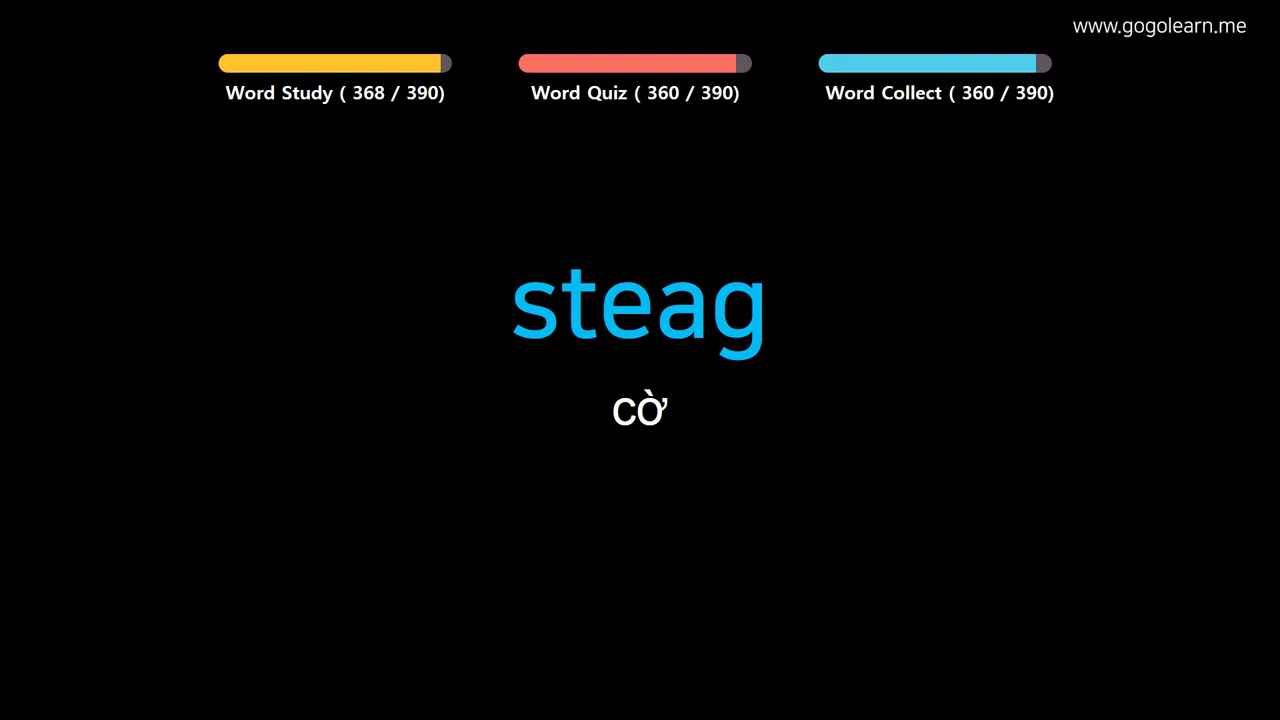 www.gogolearn.me
Word Study ( 368 / 390)
Word Quiz ( 360 / 390)
Word Collect ( 360 / 390)
steag
cờ